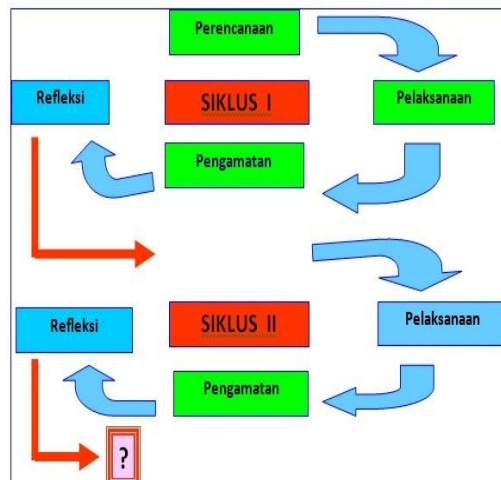 Perencanaan
Refleksi
SIKLUS I
Pelaksanaan
Pengamatan
Refleksi
SIKLUS II
Pelaksanaan
Pengamatan
?